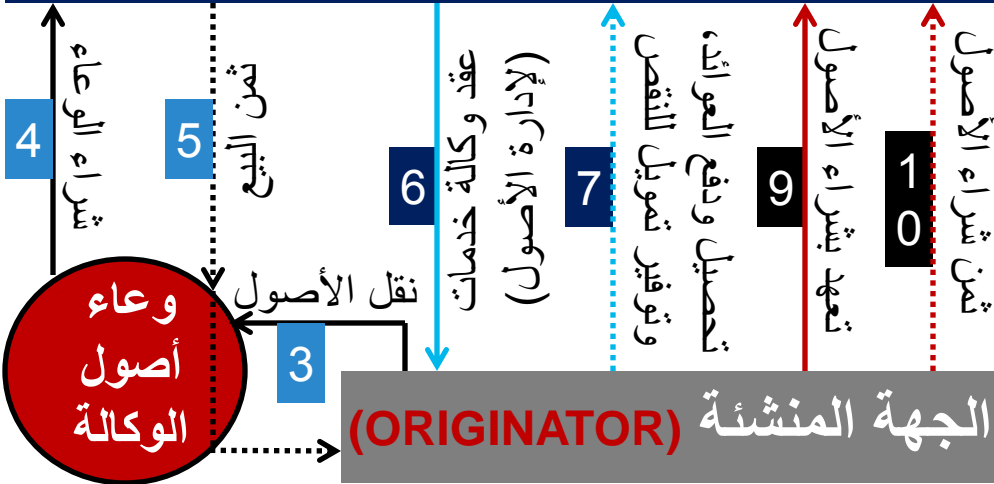 4
شراء الوعاء
5
ثمن البيع
6
عقد وكالة خدمات
(لإدارة الأصول)
7
تحصيل ودفع العوائد،
وتوفير تمويل للنقص
9
تعهد بشراء الأصول
10
ثمن شراء الأصول
نقل الأصول
3
وعاء
أصول
الوكالة
الجهة المنشئة (ORIGINATOR)